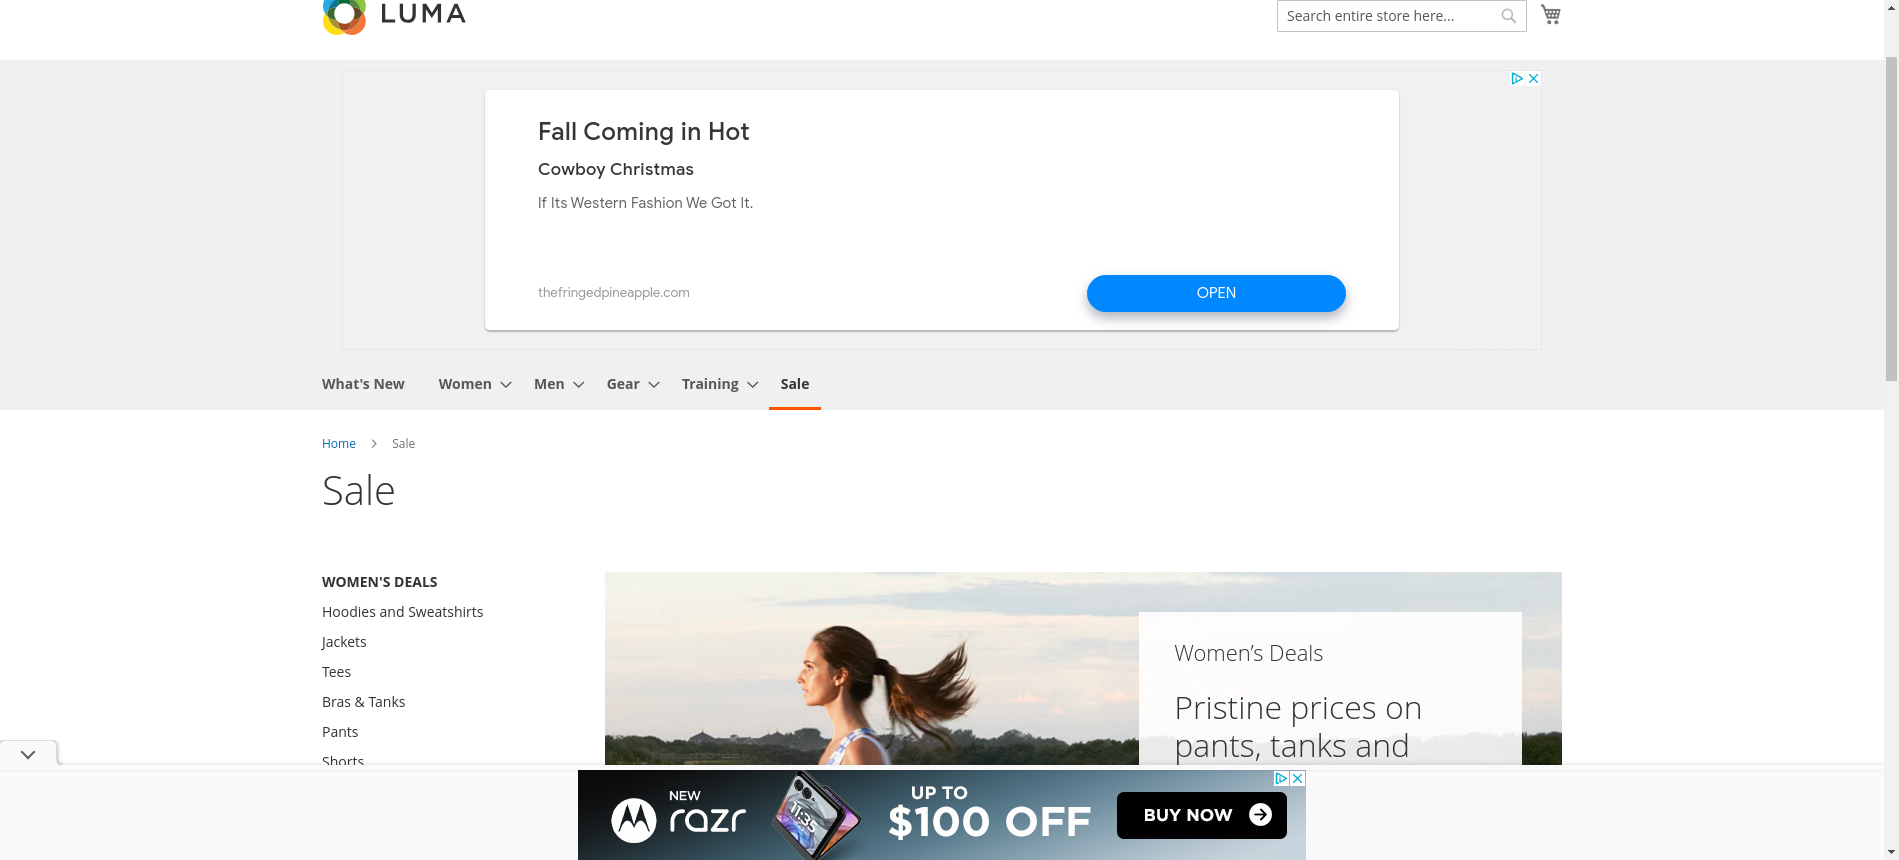 LUMA
Search entire store here...
Fall Coming in Hot
Cowboy Christmas
If Its Western Fashion We Got It.
thefringedpineapple.com
OPEN
What's New Women Men Gear Training Sale
Home Sale
Sale
WOMEN'S DEALS
Hoodies and Sweatshirts
Jackets
Tees
Bras & Tanks
Pants
Shorts
Women’s Deals
Pristine prices on
pants, tanks and
NEW
razr
11:35
UP TO
$100 OFF
BUY NOW